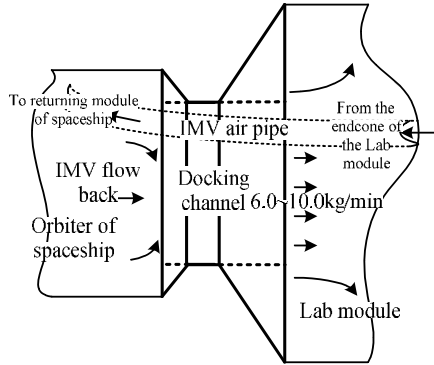 To returning module
of spaceship
From the
endcone of
the Lab
module
IMV air pipe
IMV flow
back
Docking
channel
6.0~10.0kg/min
Orbiter of
spaceship
Lab module